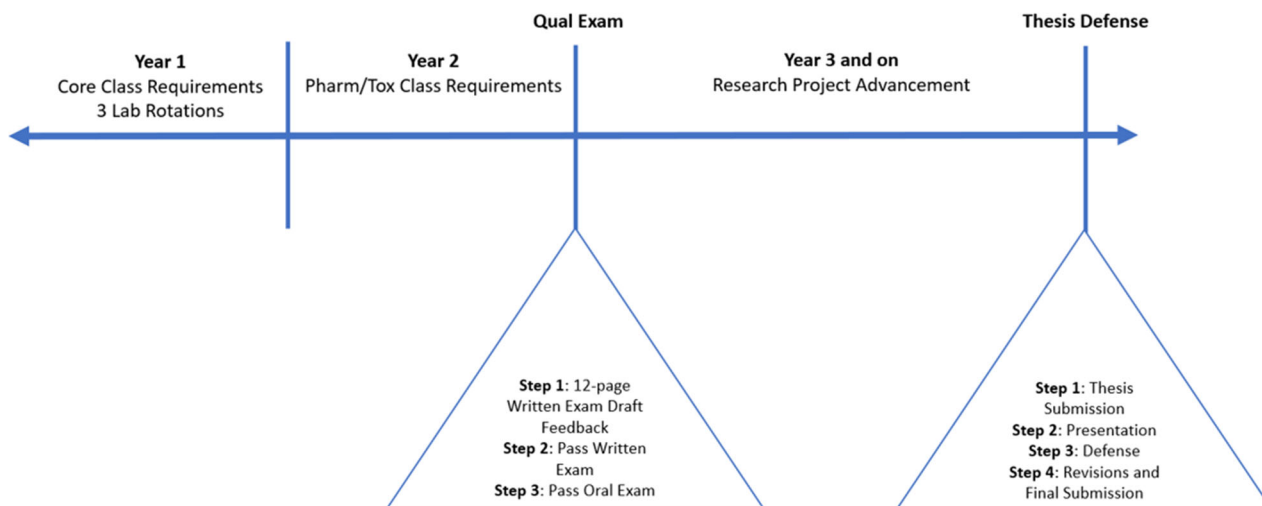 Qual Exam
Thesis Defense
Year 1
Core Class Requirements
3 Lab Rotations
Year 2
Pharm/Tox Class Requirements
Year 3 and on
Research Project Advancement
Step 1: 12-page
Written Exam Draft
Feedback
Step 2: Pass Written
Exam
Step 3: Pass Oral Exam
Step 1: Thesis
Submission
Step 2: Presentation
Step 3: Defense
Step 4: Revisions and
Final Submission